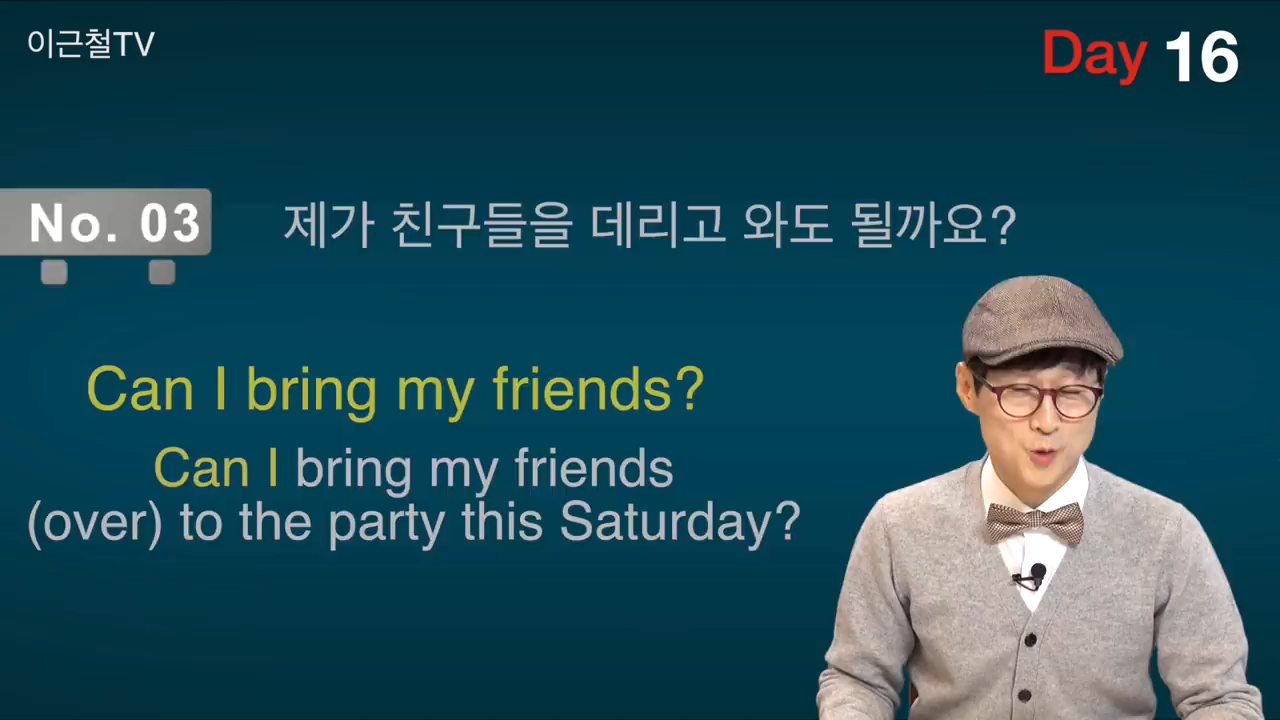 이근철TV
Day 16
No. 03
제가 친구들을 데리고 와도 될까요?
Can I bring my friends?
Can I bring my friends
(over) to the party this Saturday?